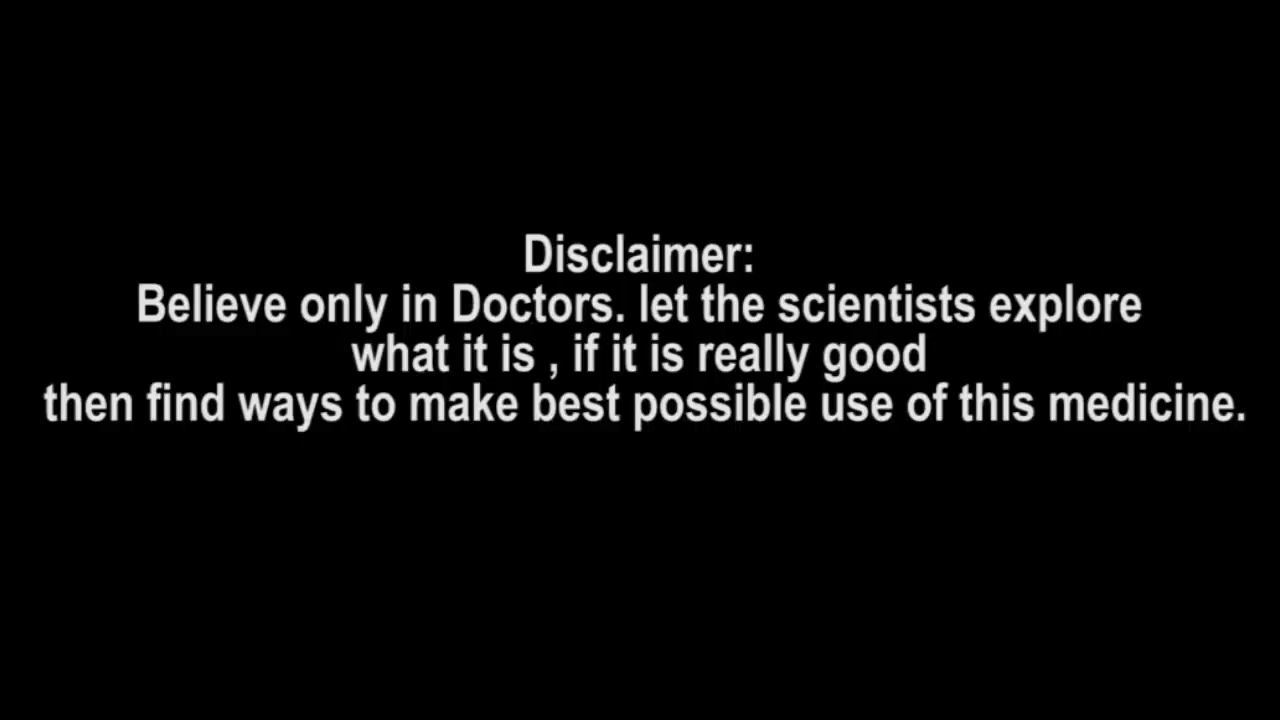 Disclaimer:
Believe only in Doctors. let the scientists explore
what it is , if it is really good
then find ways to make best possible use of this medicine.